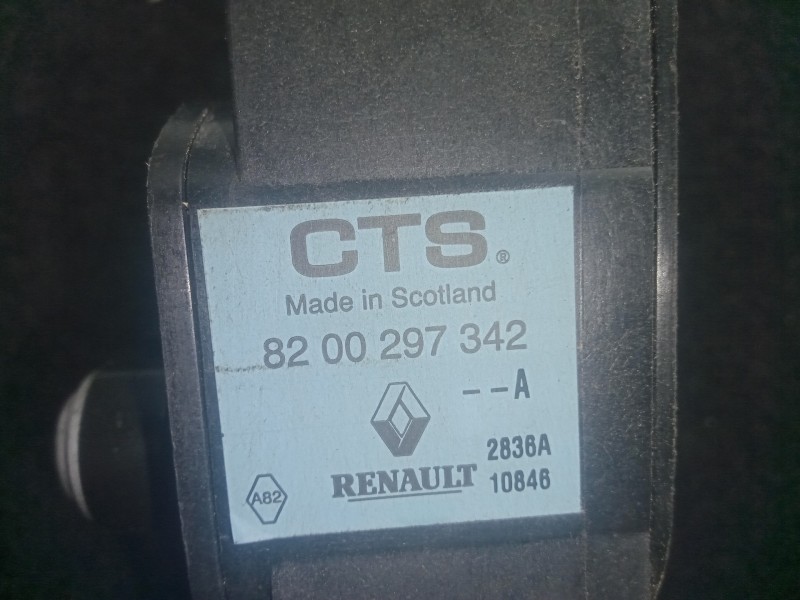 CTS®
Made in Scotland
82 00 297 342
--A
2836A
RENAULT
10846
A82